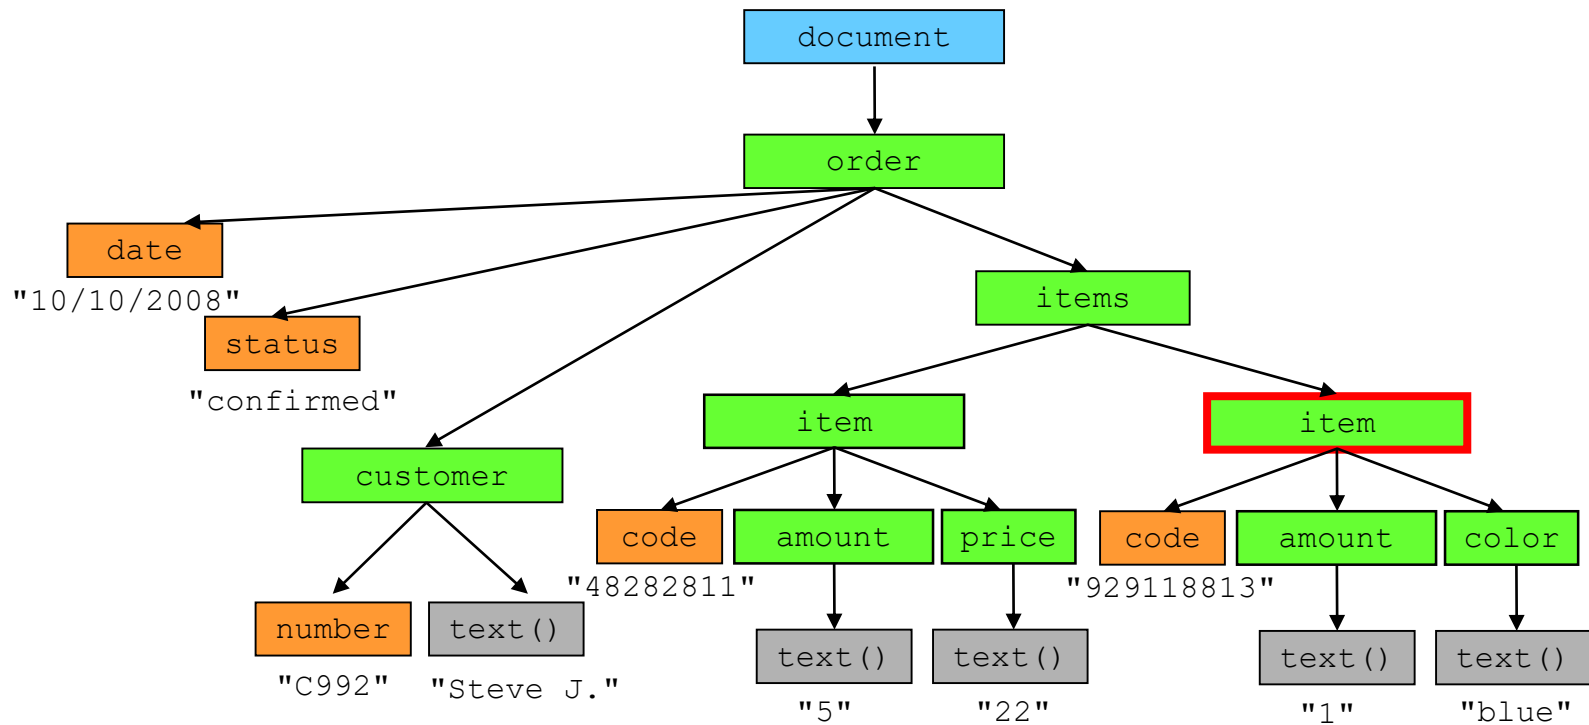 document
order
date
"10/10/2008"
items
status
"confirmed"
item
item
customer
code
amount
price
code
amount
color
"48282811"
"929118813"
number
text()
text()
text()
text()
text()
"C992"
"Steve J."
"5"
"22"
"1"
"blue"